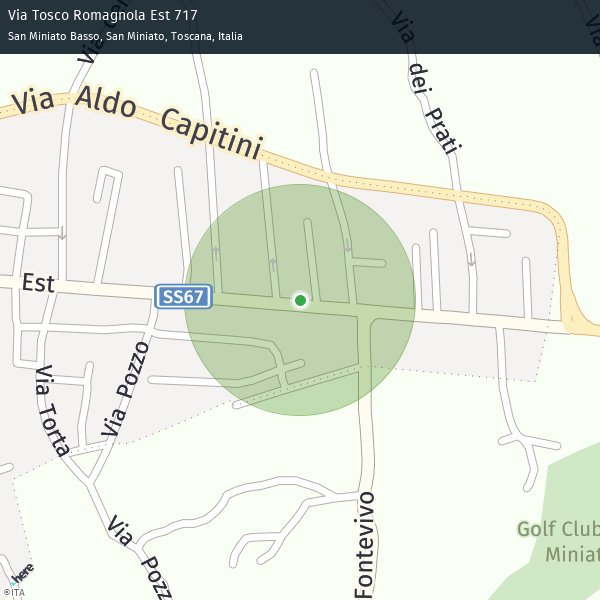 Via Tosco Romagnola Est 717
San Miniato Basso, San Miniato, Toscana, Italia
Via
Via dei Prati
Via Aldo Capitini
Est
SS67
Via Pozzo
Via Torta
Via Pozz
Fontevivo
Golf Club
Miniat
here
©ITA